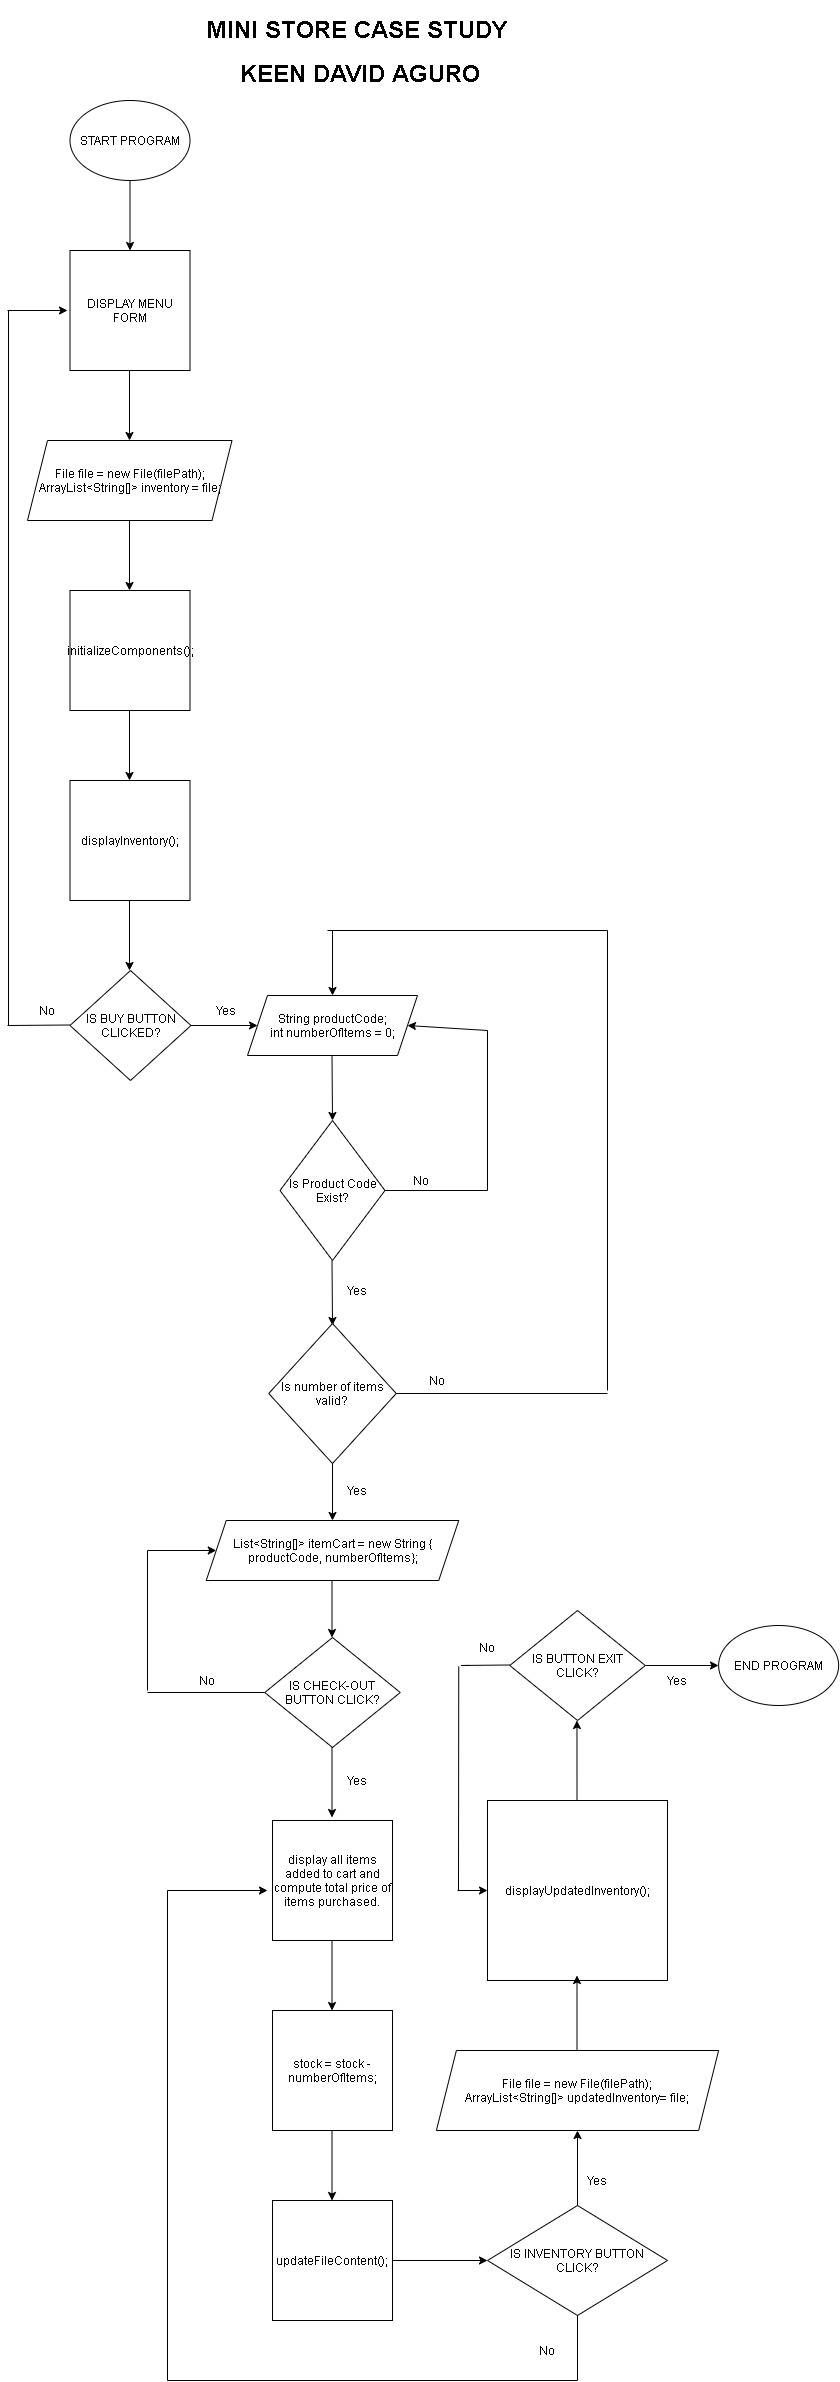 MINI STORE CASE STUDY
KEEN DAVID AGURO
START PROGRAM
DISPLAY MENU
FORM
File file = new File(filePath);
ArrayList<String[]> inventory = file;
initializeComponents();
displayInventory();
IS BUY BUTTON
CLICKED?
No
Yes
String productCode;
int numberOfItems = 0;
Is Product Code
Exist?
No
Yes
Is number of items
valid?
No
Yes
List<String[]> itemCart = new String {
productCode, numberOfItems};
IS CHECK-OUT
BUTTON CLICK?
No
Yes
display all items
added to cart and
compute total price of
items purchased.
stock = stock -
numberOfItems;
updateFileContent();
IS INVENTORY BUTTON
CLICK?
No
Yes
File file = new File(filePath);
ArrayList<String[]> updatedInventory= file;
displayUpdatedInventory();
IS BUTTON EXIT
CLICK?
No
Yes
END PROGRAM